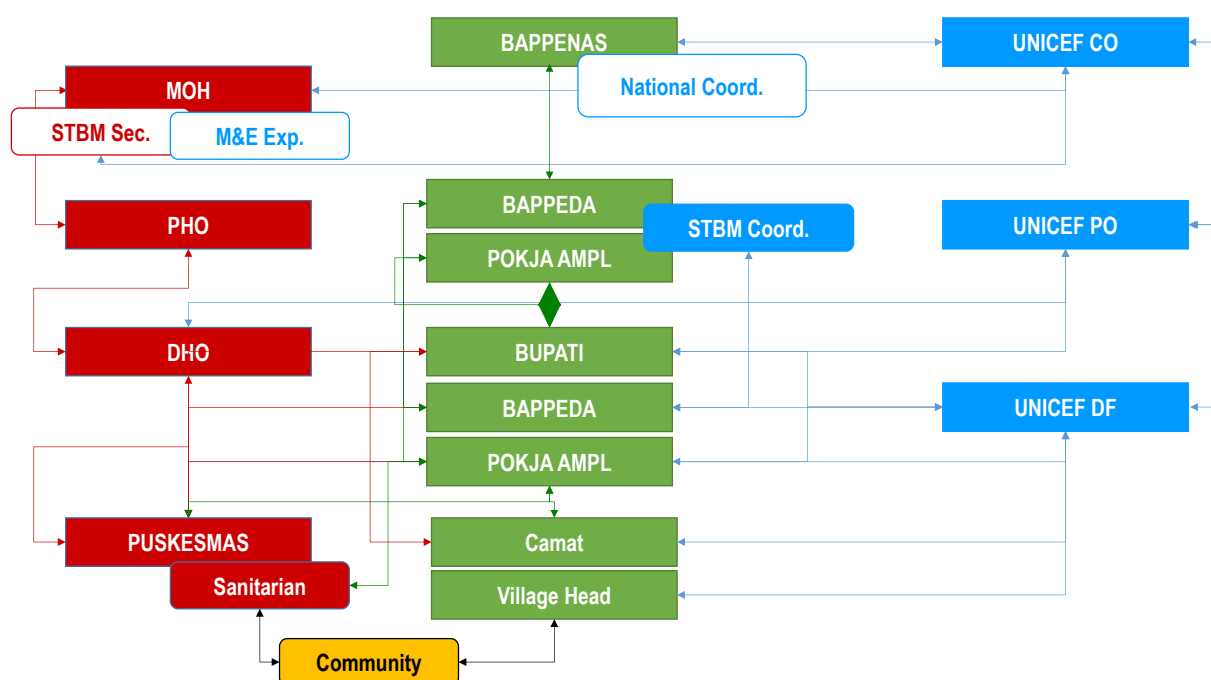 BAPPENAS
UNICEF CO
National Coord.
MOH
STBM Sec.
M&E Exp.
BAPPEDA
PHO
STBM Coord.
UNICEF PO
POKJA AMPL
DHO
BUPATI
BAPPEDA
UNICEF DF
POKJA AMPL
PUSKESMAS
Camat
Sanitarian
Village Head
Community